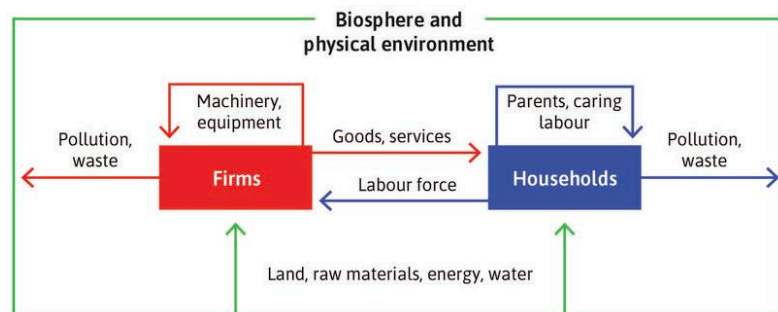 Biosphere and
physical environment
Machinery,
equipment
Parents, caring
labour
Pollution,
waste
Goods, services
Pollution,
waste
Firms
Labour force
Households
Land, raw materials, energy, water